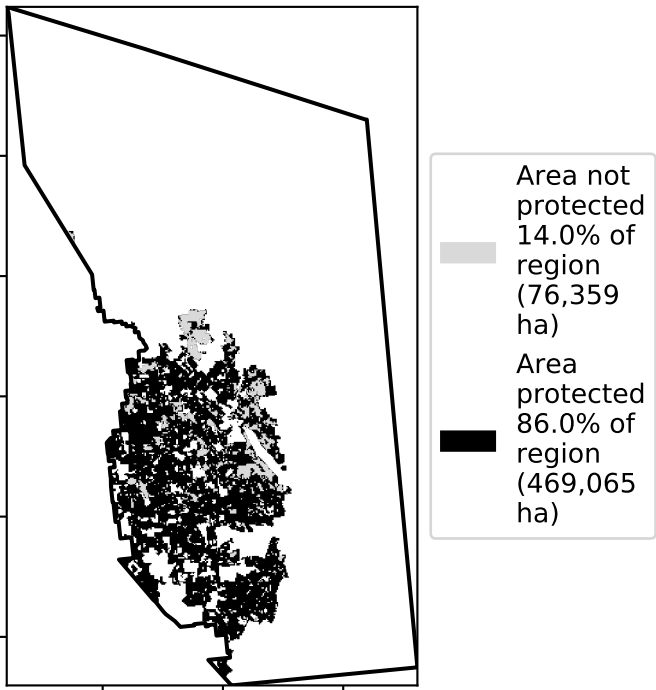 Area not
protected
14.0% of
region
(76,359
ha)
Area
protected
86.0% of
region
(469,065
ha)